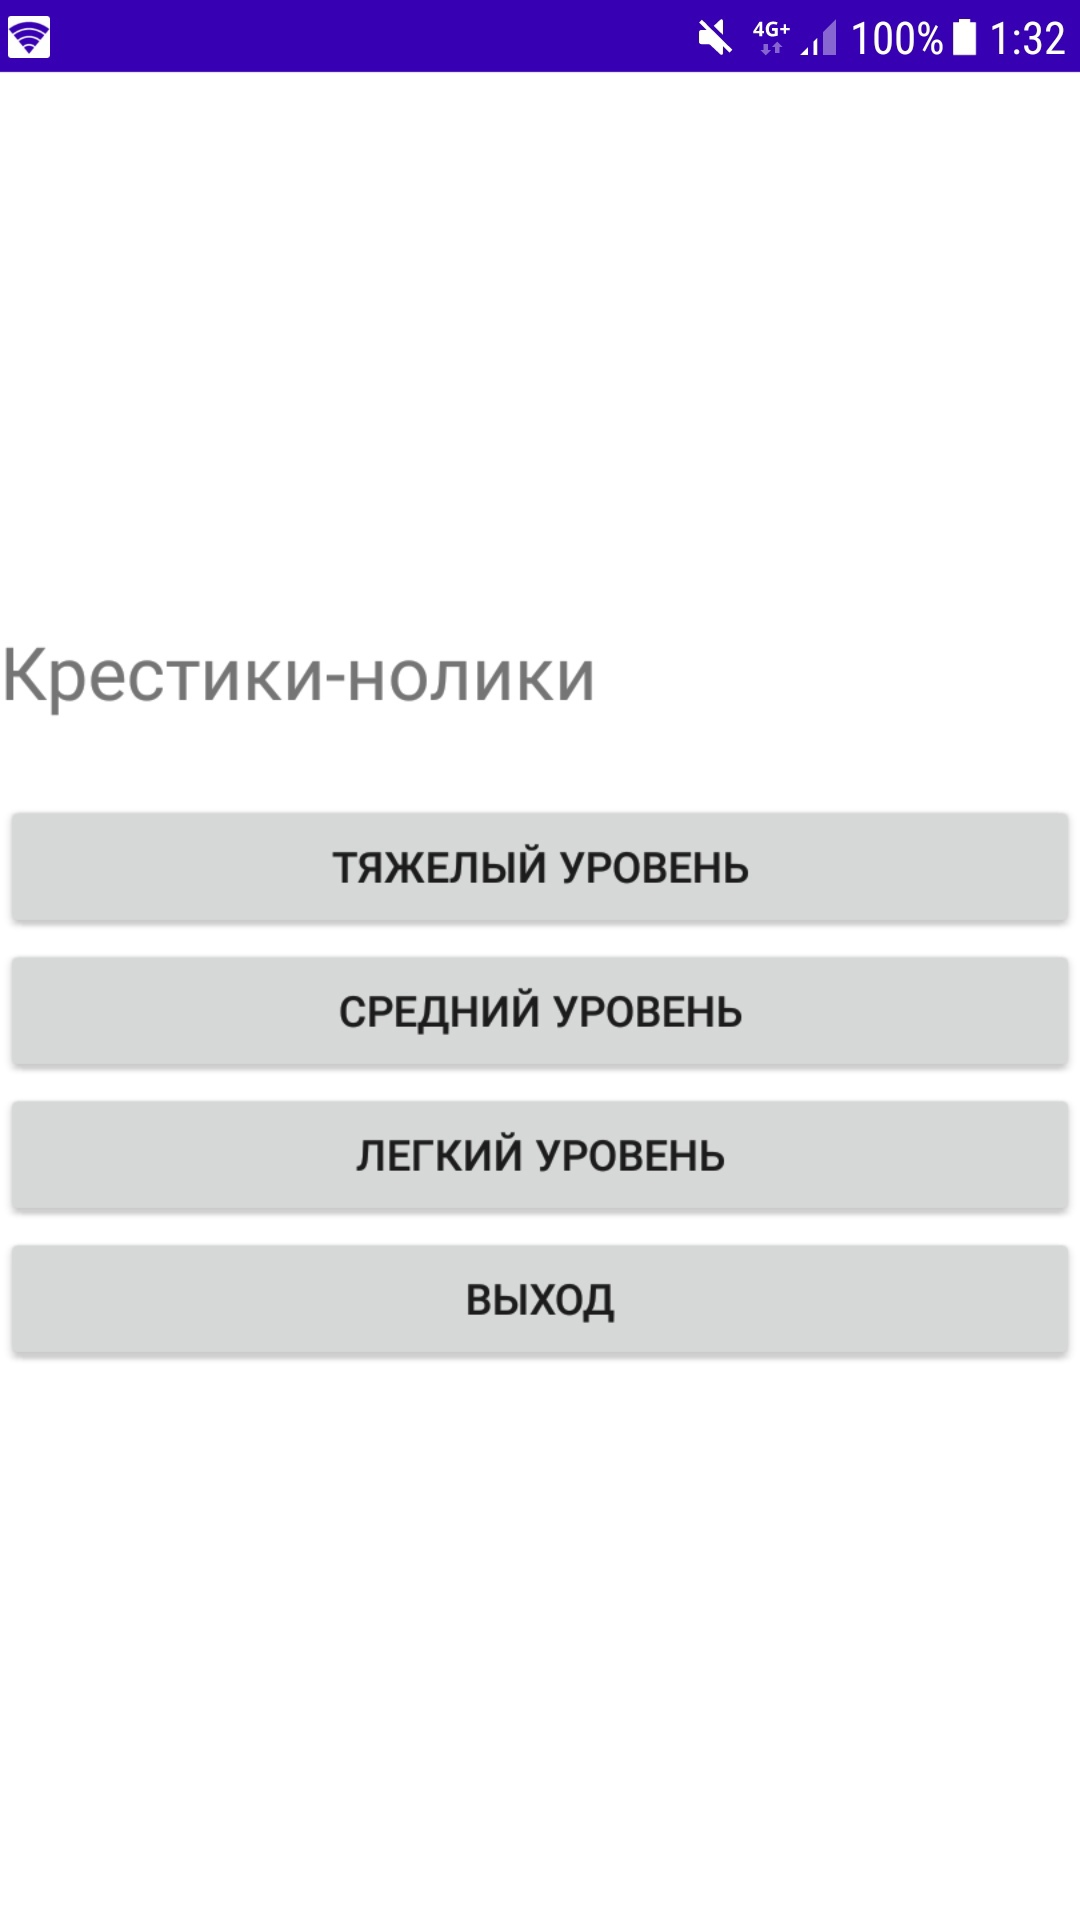 4G+ 100% 1:32
Крестики-нолики
ТЯЖЕЛЫЙ УРОВЕНЬ
СРЕДНИЙ УРОВЕНЬ
ЛЕГКИЙ УРОВЕНЬ
ВЫХОД